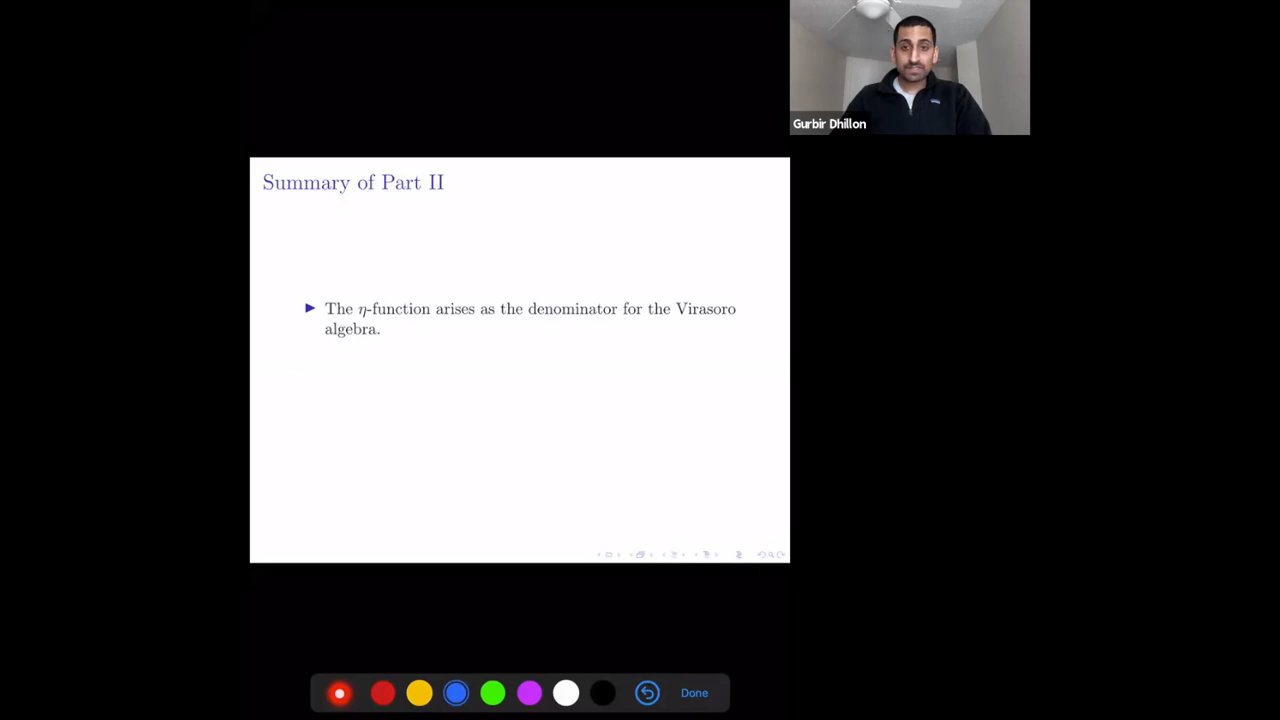 Gurbir Dhillon
Summary of Part II
▶ The η-function arises as the denominator for the Virasoro
algebra.
Done